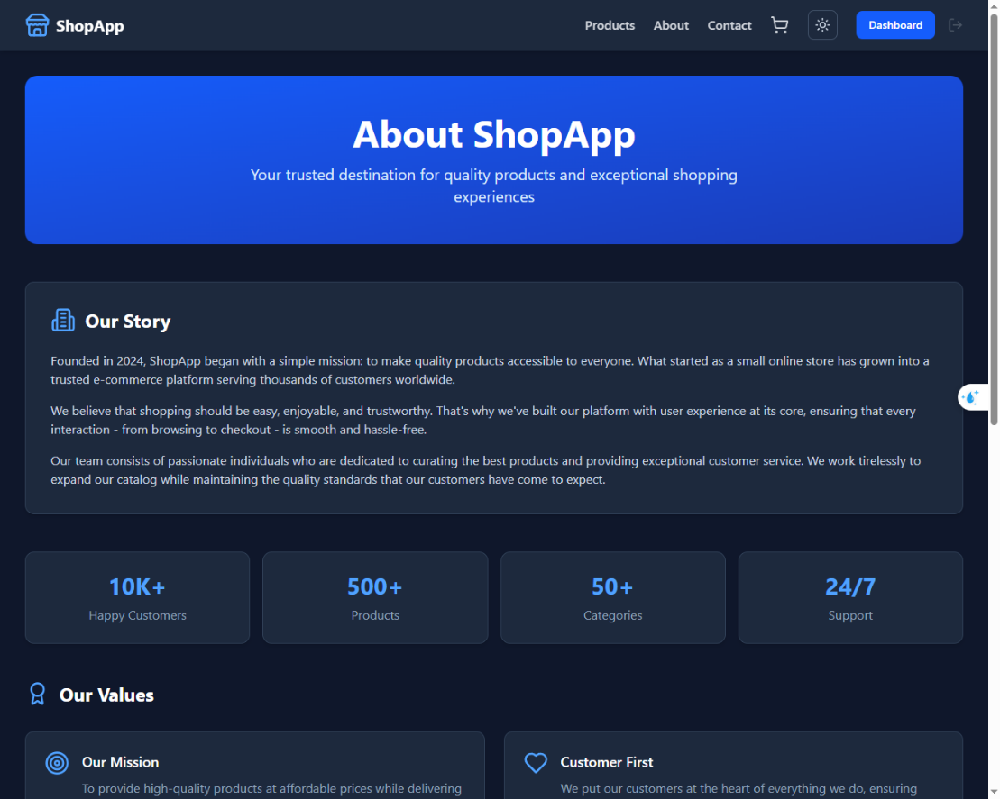 ShopApp
Products
About
Contact
Dashboard
About ShopApp
Your trusted destination for quality products and exceptional shopping
experiences
Our Story
Founded in 2024, ShopApp began with a simple mission: to make quality products accessible to everyone. What started as a small online store has grown into a
trusted e-commerce platform serving thousands of customers worldwide.
We believe that shopping should be easy, enjoyable, and trustworthy. That's why we've built our platform with user experience at its core, ensuring that every
interaction - from browsing to checkout - is smooth and hassle-free.
Our team consists of passionate individuals who are dedicated to curating the best products and providing exceptional customer service. We work tirelessly to
expand our catalog while maintaining the quality standards that our customers have come to expect.
10K+
Happy Customers
500+
Products
50+
Categories
24/7
Support
Our Values
Our Mission
To provide high-quality products at affordable prices while delivering
Customer First
We put our customers at the heart of everything we do, ensuring